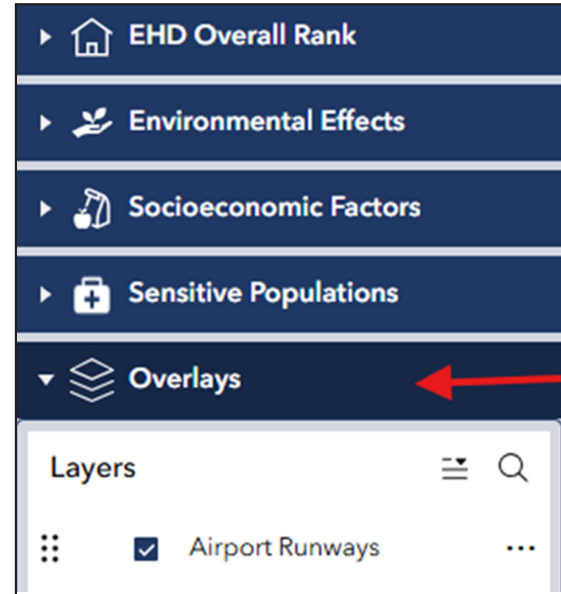 EHD Overall Rank
Environmental Effects
Socioeconomic Factors
Sensitive Populations
Overlays
Layers
Airport Runways